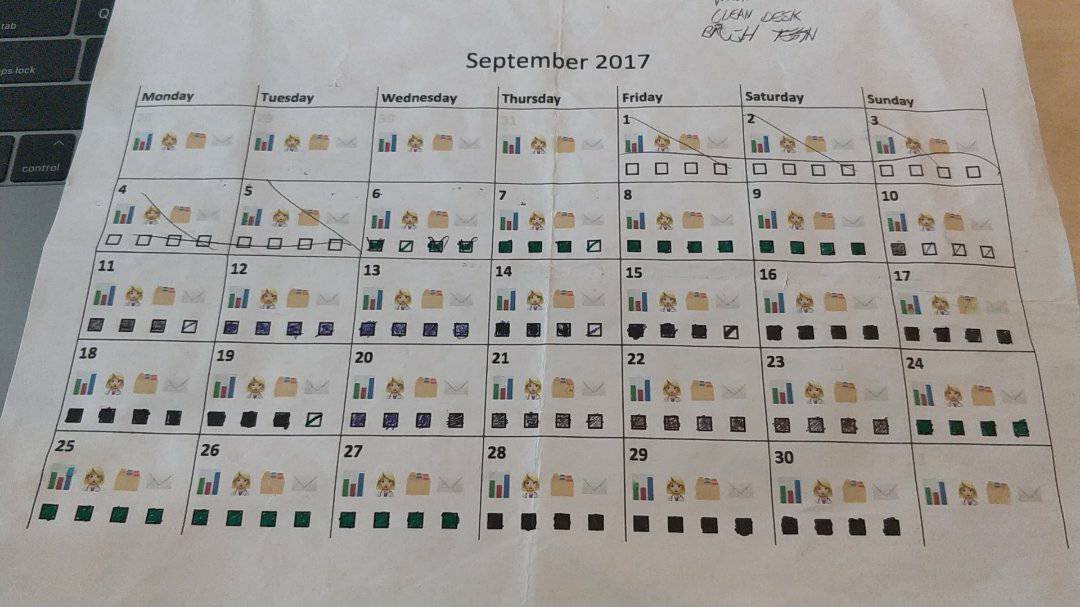 tab
Q
ps lock
control
CLEAN DESK
BRUSH
September 2017
Monday Tuesday Wednesday Thursday Friday Saturday Sunday
28 29 30 31 1 2 3
4 5 6 7 8 9 10
11 12 13 14 15 16 17
18 19 20 21 22 23 24
25 26 27 28 29 30